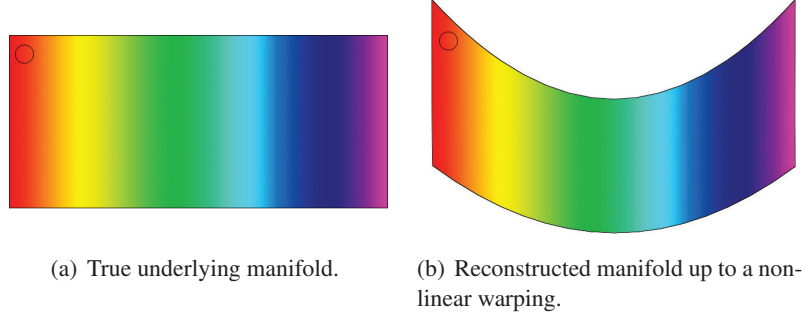 (a) True underlying manifold.
(b) Reconstructed manifold up to a non-
linear warping.